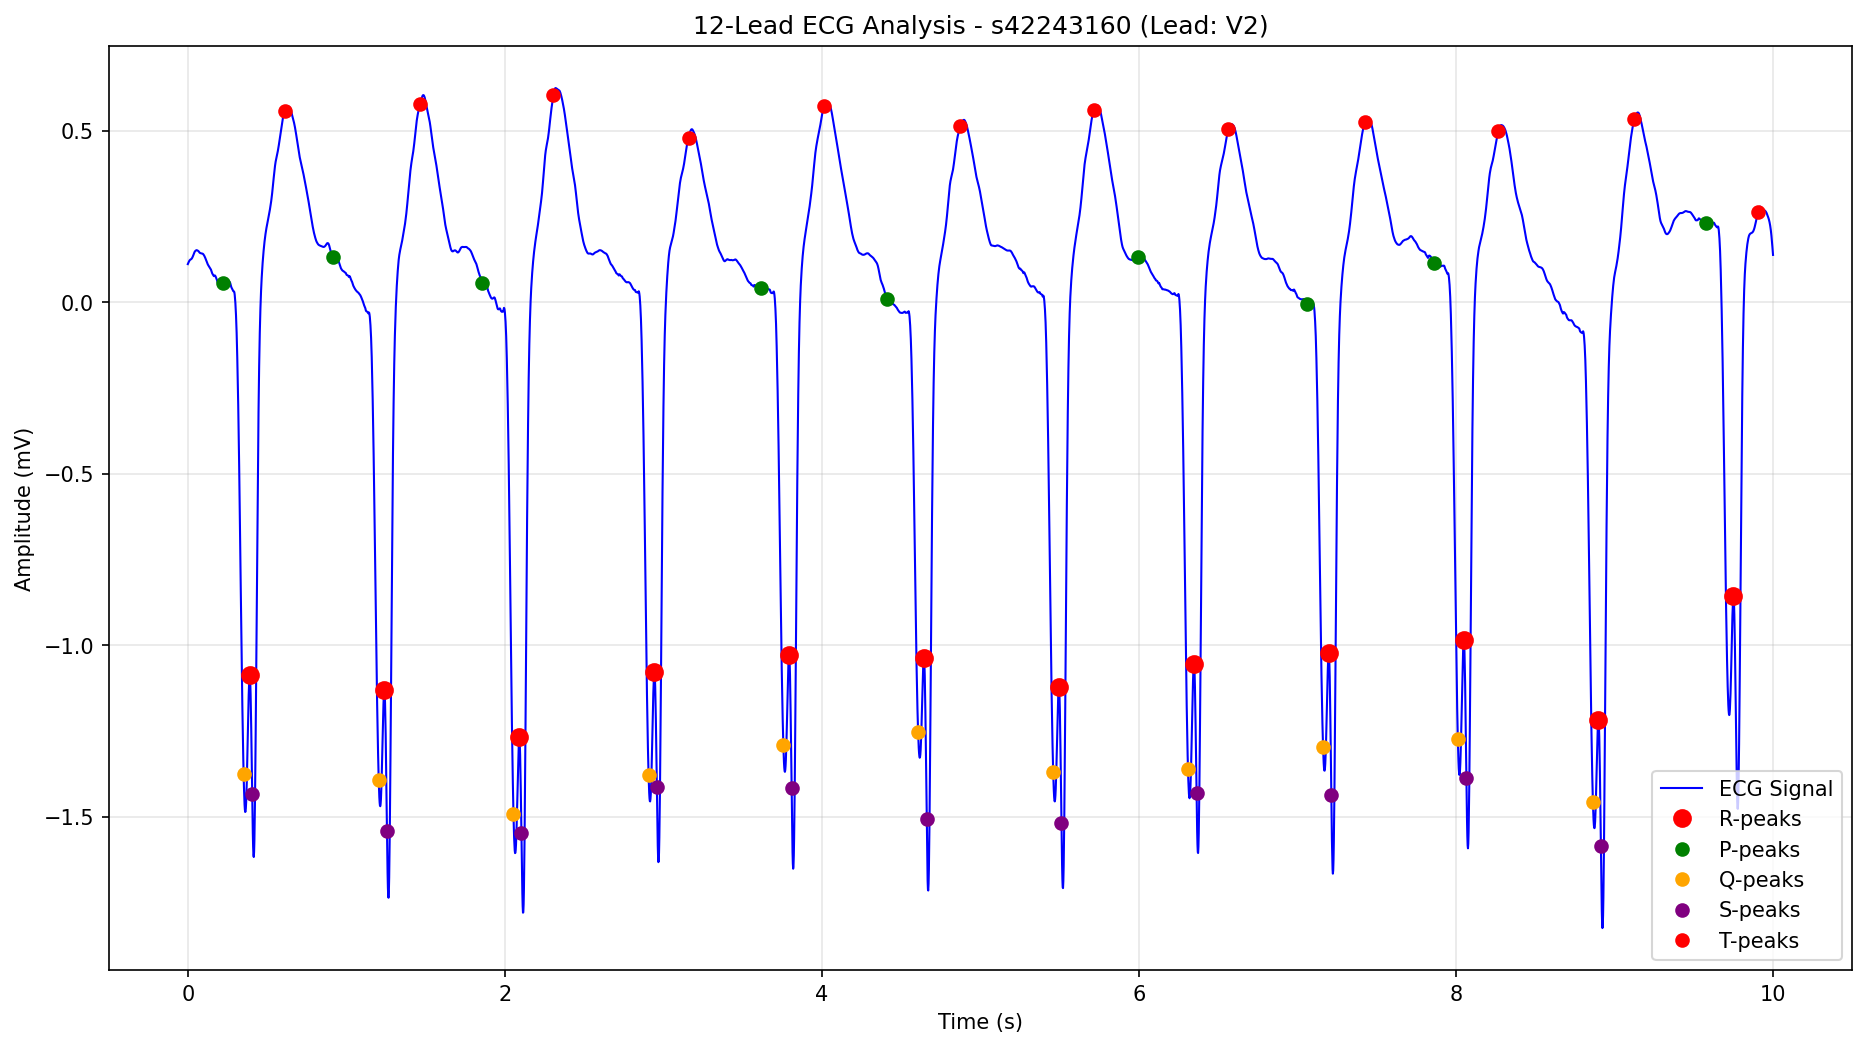 12-Lead ECG Analysis - s42243160 (Lead: V2)
Amplitude (mV)
0.5
0.0
−0.5
−1.0
−1.5
0 2 4 6 8 10
Time (s)
ECG Signal
R-peaks
P-peaks
Q-peaks
S-peaks
T-peaks